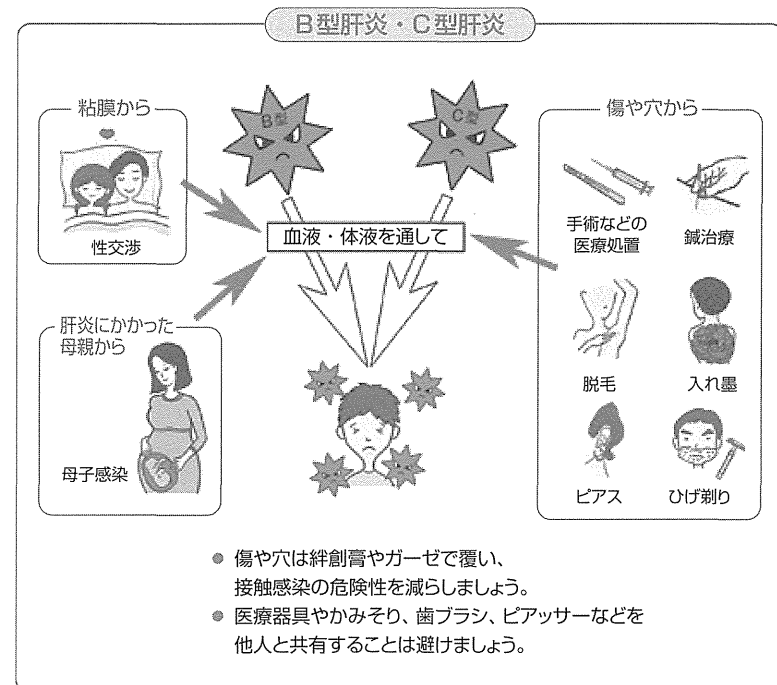 B型肝炎・C型肝炎
粘膜から
性交渉
肝炎にかかった
母親から
母子感染
B型
C型
血液・体液を通して
傷や穴から
手術などの
医療処置
鍼治療
脱毛
入れ墨
ピアス
ひげ剃り
● 傷や穴は絆創膏やガーゼで覆い、
接触感染の危険性を減らしましょう。
● 医療器具やかみそり、歯ブラシ、ピアッサーなどを
他人と共有することは避けましょう。